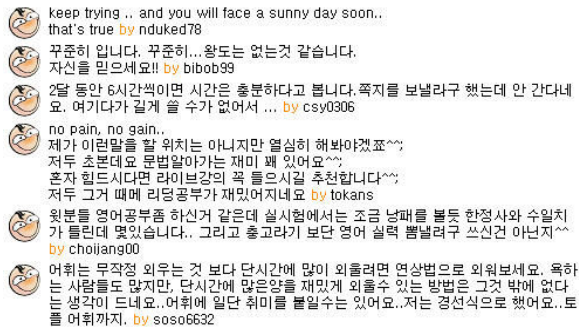 keep trying .. and you will face a sunny day soon..
that's true by nduked78
꾸준히 입니다. 꾸준히...왕도는 없는것 같습니다.
자신을 믿으세요!! by bibob99
2달 동안 6시간씩이면 시간은 충분하다고 봅니다.쪽지를 보낼라구 했는데 안 간다네
요. 여기다가 길게 쓸 수가 없어서 ... by csy0306
no pain, no gain..
제가 이런말을 할 위치는 아니지만 열심히 해봐야겠죠^^;
저두 초본데요 문법알아가는 재미 꽤 있어요^^;
혼자 힘드시다면 라이브강의 꼭 들으시길 추천합니다^^;
저두 그거 때메 리딩공부가 재밌어지네요 by tokans
윗분들 영어공부좀 하신거 같은데 실시험에서는 조금 낭패를 볼듯 한정사와 수일치
가 틀린데 몇있습니다.. 그리고 충고라기 보단 영어 실력 뽐낼려구 쓰신건 아닌지^^
by choijang00
어휘는 무작정 외우는 것 보다 단시간에 많이 외울려면 연상법으로 외워보세요. 욕하
는 사람들도 많지만, 단시간에 많은양을 재밌게 외울수 있는 방법은 그것 밖에 없다
는 생각이 드네요..어휘에 일단 취미를 붙일수는 있어요..저는 경선식으로 했어요..토
플 어휘까지. by soso6632